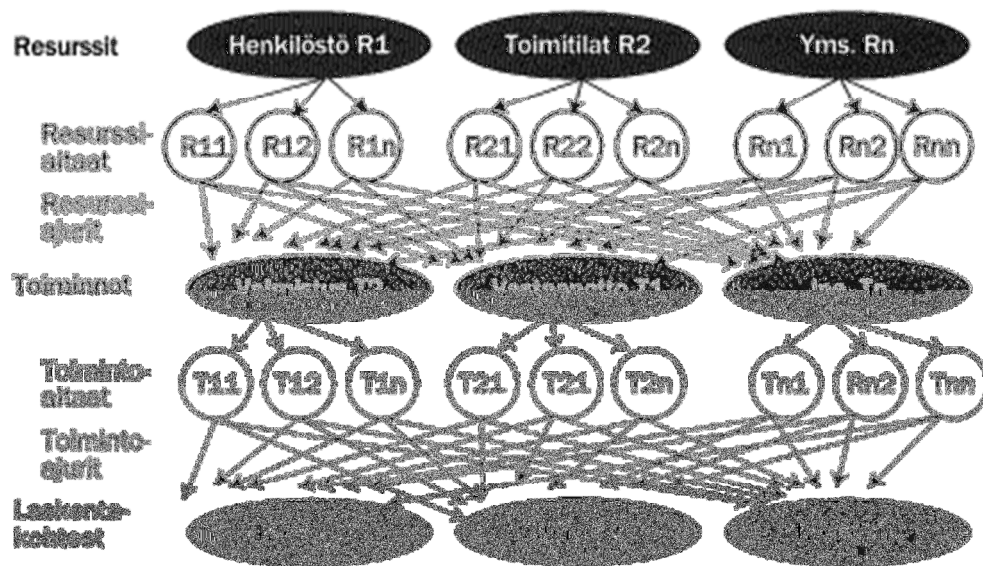 Resurssit
Henkilöstö R1
Toimitilat R2
Yms. Rn
Resurssi-
altaat
R11
R12
R1n
R21
R22
R2n
Rn1
Rn2
Rnn
Resurssi-
ajurit
Toiminnot
Toiminto-
altaat
T11
T12
T1n
T21
T21
T2n
Tn1
Rn2
Tnn
Toiminto-
ajurit
Laskenta-
kohteet